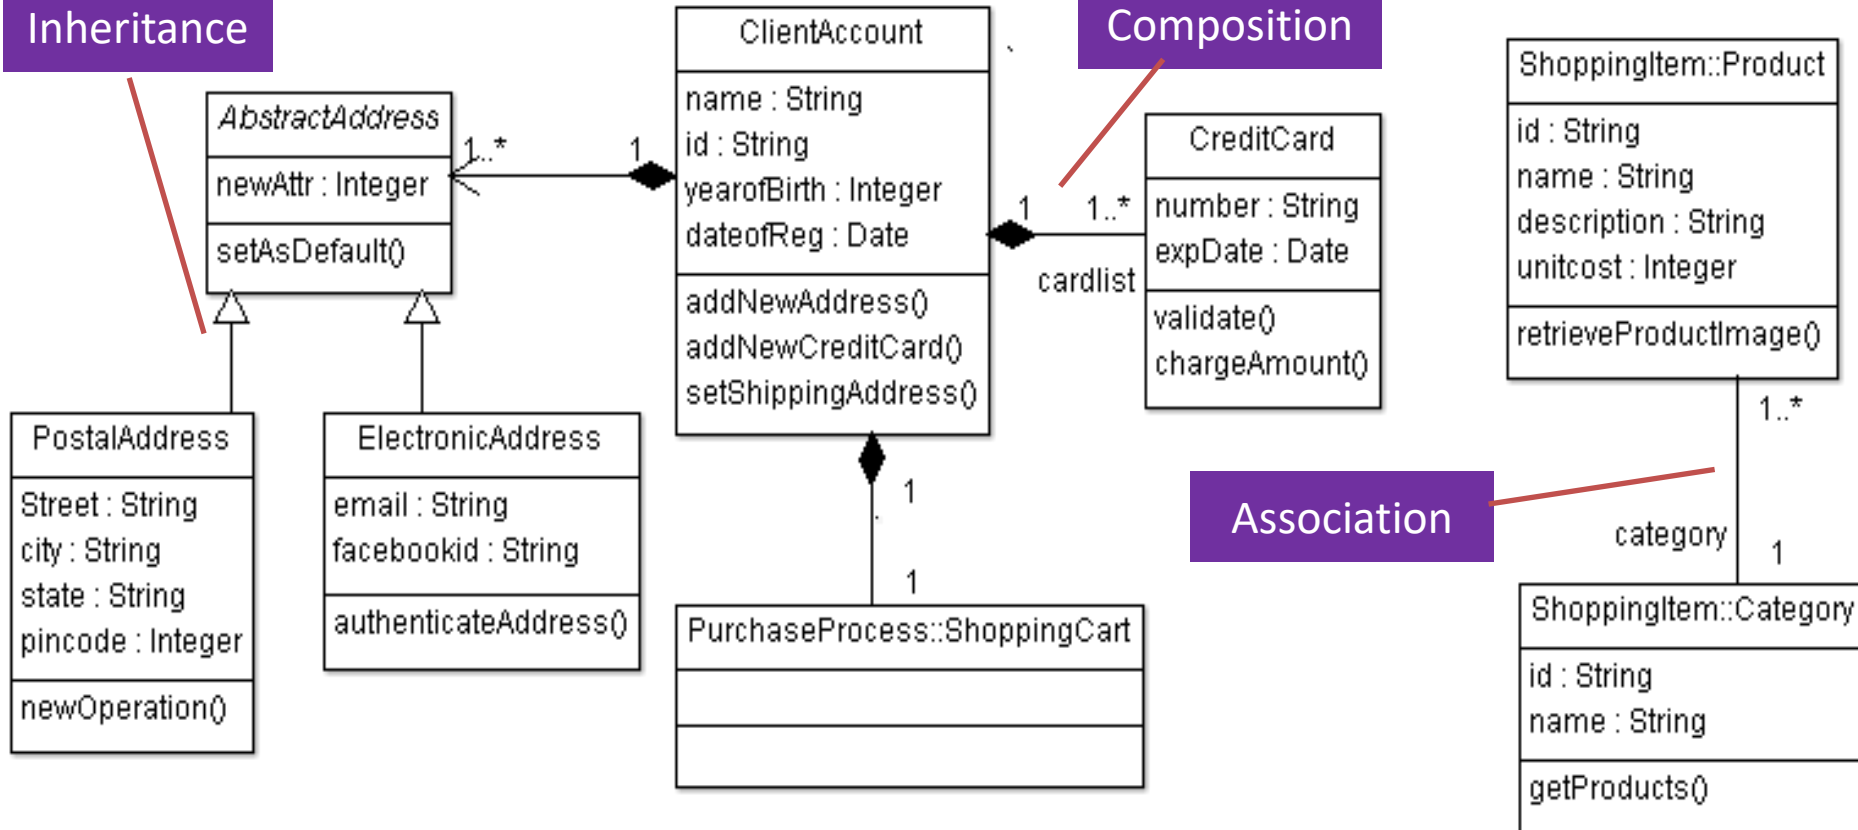 Inheritance
AbstractAddress
newAttr : Integer
setAsDefault()
1..*
1
ClientAccount
name : String
id : String
yearofBirth : Integer
dateofReg : Date
addNewAddress()
addNewCreditCard()
setShippingAddress()
Composition
1
1..*
cardlist
CreditCard
number : String
expDate : Date
validate()
chargeAmount()
ShoppingItem::Product
id : String
name : String
description : String
unitcost : Integer
retrieveProductImage()
PostalAddress
Street : String
city : String
state : String
pincode : Integer
newOperation()
ElectronicAddress
email : String
facebookid : String
authenticateAddress()
1
1
PurchaseProcess::ShoppingCart
Association
1..*
category
1
ShoppingItem::Category
id : String
name : String
getProducts()